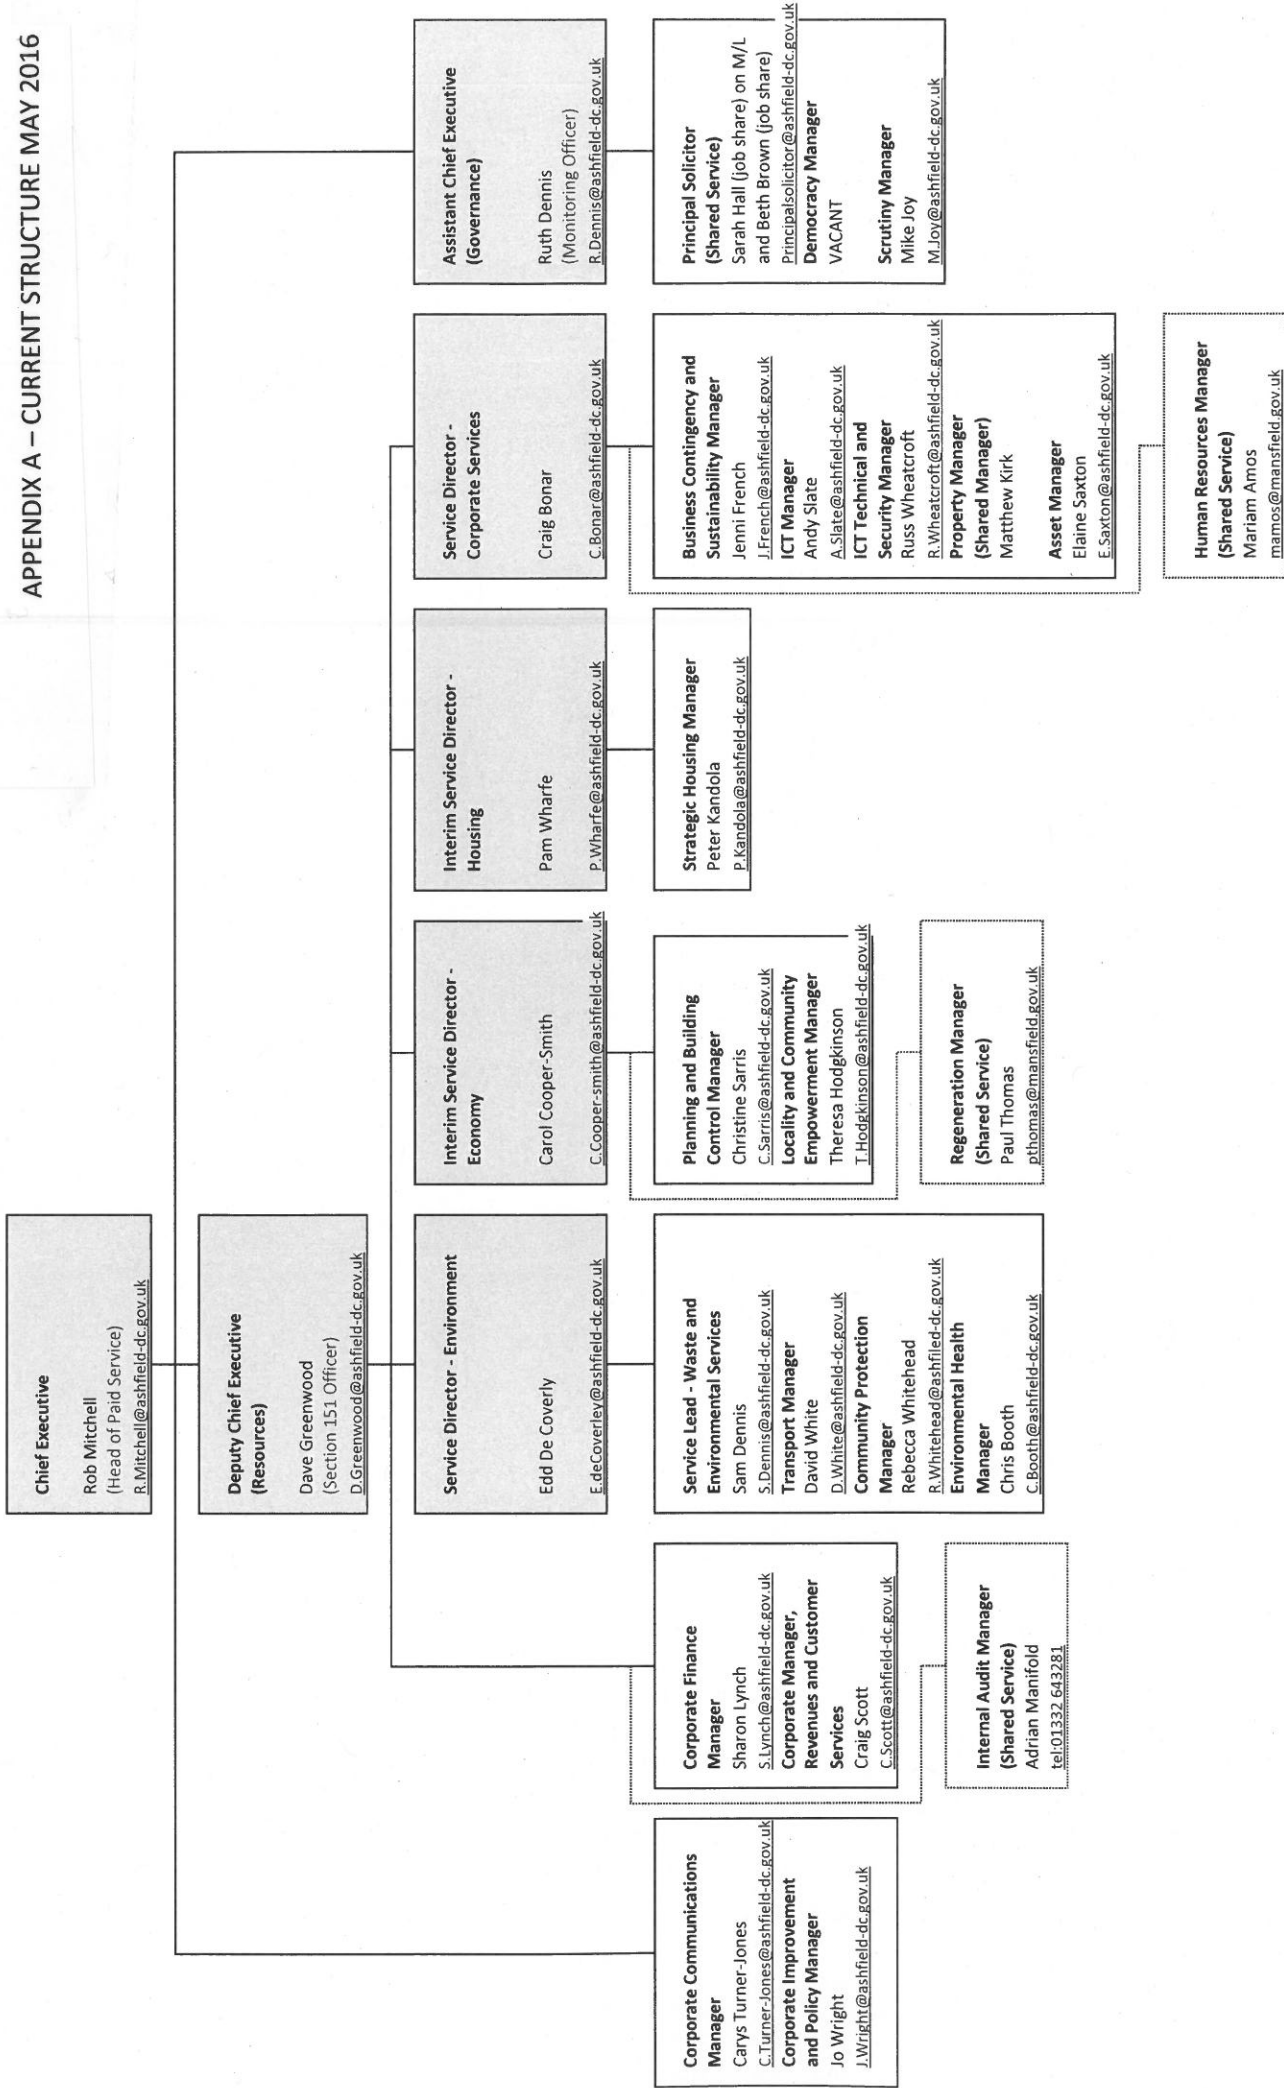 APPENDIX A – CURRENT STRUCTURE MAY 2016
Chief Executive
Rob Mitchell
(Head of Paid Service)
R.Mitchell@ashfield-dc.gov.uk
Deputy Chief Executive
(Resources)
Dave Greenwood
(Section 151 Officer)
D.Greenwood@ashfield-dc.gov.uk
Service Director - Environment
Edd De Coverly
E.deCoverley@ashfield-dc.gov.uk
Interim Service Director -
Economy
Carol Cooper-Smith
C.Cooper-smith@ashfield-dc.gov.uk
Interim Service Director -
Housing
Pam Wharfe
P.Wharfe@ashfield-dc.gov.uk
Service Director -
Corporate Services
Craig Bonar
C.Bonar@ashfield-dc.gov.uk
Assistant Chief Executive
(Governance)
Ruth Dennis
(Monitoring Officer)
R.Dennis@ashfield-dc.gov.uk
Corporate Communications
Manager
Carys Turner-Jones
C.Turner-Jones@ashfield-dc.gov.uk
Corporate Improvement
and Policy Manager
Jo Wright
J.Wright@ashfield-dc.gov.uk
Corporate Finance
Manager
Sharon Lynch
S.Lynch@ashfield-dc.gov.uk
Corporate Manager,
Revenues and Customer
Services
Craig Scott
C.Scott@ashfield-dc.gov.uk
Internal Audit Manager
(Shared Service)
Adrian Manifold
tel:01332 643281
Service Lead - Waste and
Environmental Services
Sam Dennis
S.Dennis@ashfield-dc.gov.uk
Transport Manager
David White
D.White@ashfield-dc.gov.uk
Community Protection
Manager
Rebecca Whitehead
R.Whitehead@ashfiled-dc.gov.uk
Environmental Health
Manager
Chris Booth
C.Booth@ashfield-dc.gov.uk
Planning and Building
Control Manager
Christine Sarris
C.Sarris@ashfield-dc.gov.uk
Locality and Community
Empowerment Manager
Theresa Hodgkinson
T.Hodgkinson@ashfield-dc.gov.uk
Regeneration Manager
(Shared Service)
Paul Thomas
pthomas@mansfield.gov.uk
Strategic Housing Manager
Peter Kandola
P.Kandola@ashfield-dc.gov.uk
Business Contingency and
Sustainability Manager
Jenni French
J.French@ashfield-dc.gov.uk
ICT Manager
Andy Slate
A.Slate@ashfield-dc.gov.uk
ICT Technical and
Security Manager
Russ Wheatcroft
R.Wheatcroft@ashfield-dc.gov.uk
Property Manager
(Shared Manager)
Matthew Kirk
Asset Manager
Elaine Saxton
E.Saxton@ashfield-dc.gov.uk
Human Resources Manager
(Shared Service)
Mariam Amos
mamos@mansfield.gov.uk
Principal Solicitor
(Shared Service)
Sarah Hall (job share) on M/L
and Beth Brown (job share)
Principalsolicitor@ashfield-dc.gov.uk
Democracy Manager
VACANT
Scrutiny Manager
Mike Joy
M.Joy@ashfield-dc.gov.uk